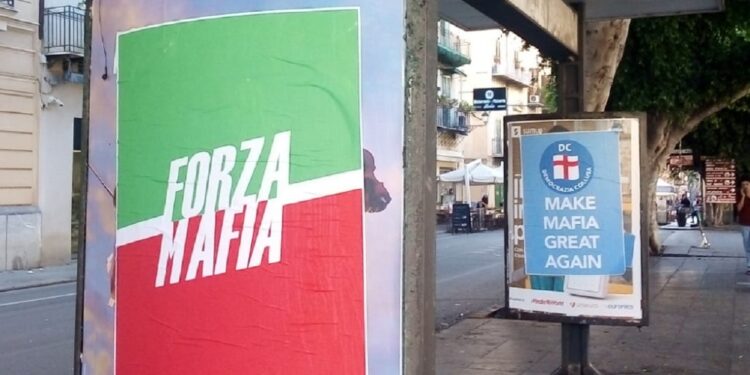 FORZA
MAFIA
DC
DEMOCRAZIA COLLUSA
MAKE
MAFIA
GREAT
AGAIN